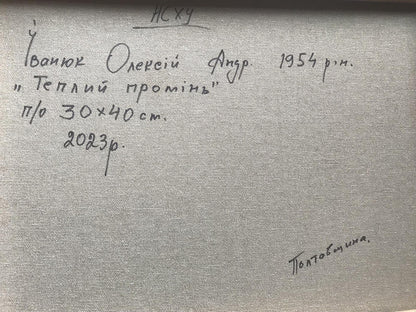 НСХУ
Іванюк Олексій Андр. 1954 р.н.
„Теплий промінь"
п/о 30×40 см.
2023р.
Полтавщина.